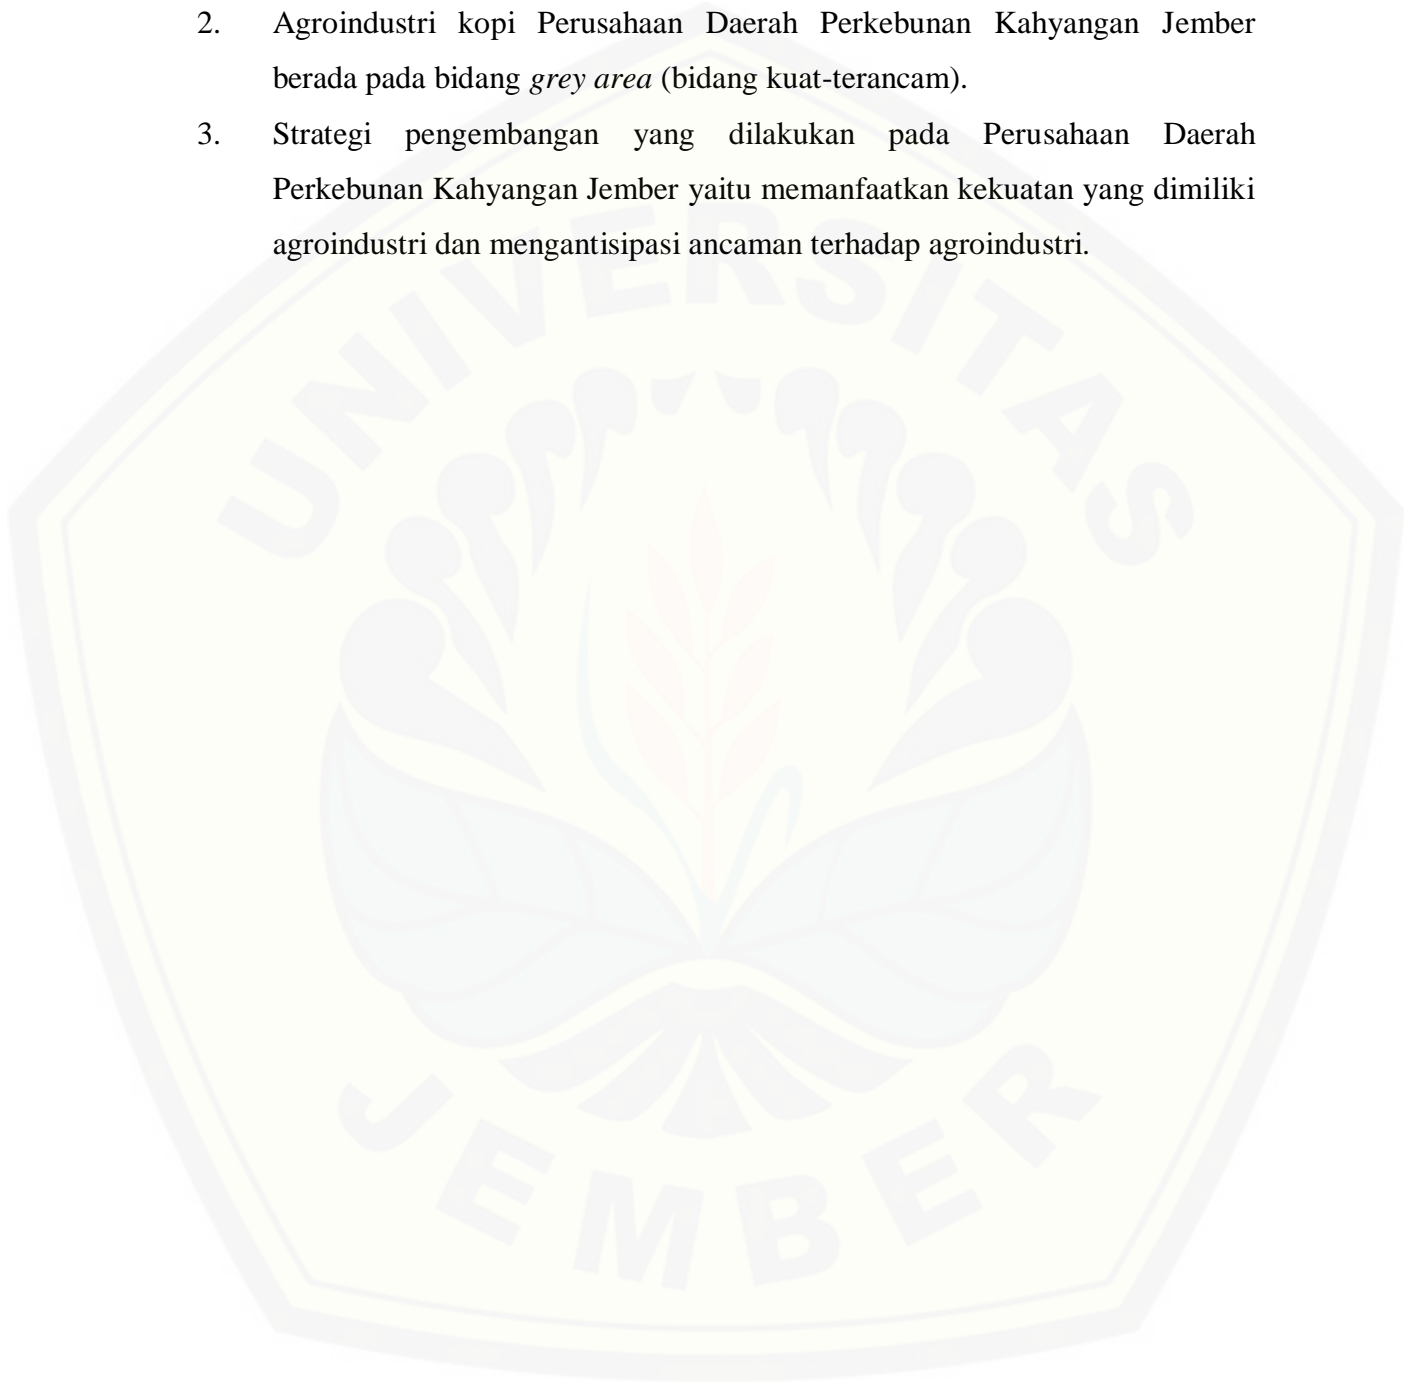 2. Agroindustri kopi Perusahaan Daerah Perkebunan Kahyangan Jember
berada pada bidang grey area (bidang kuat-terancam).
3. Strategi pengembangan yang dilakukan pada Perusahaan Daerah
Perkebunan Kahyangan Jember yaitu memanfaatkan kekuatan yang dimiliki
agroindustri dan mengantisipasi ancaman terhadap agroindustri.
UNIVERSITAS
JEMBER